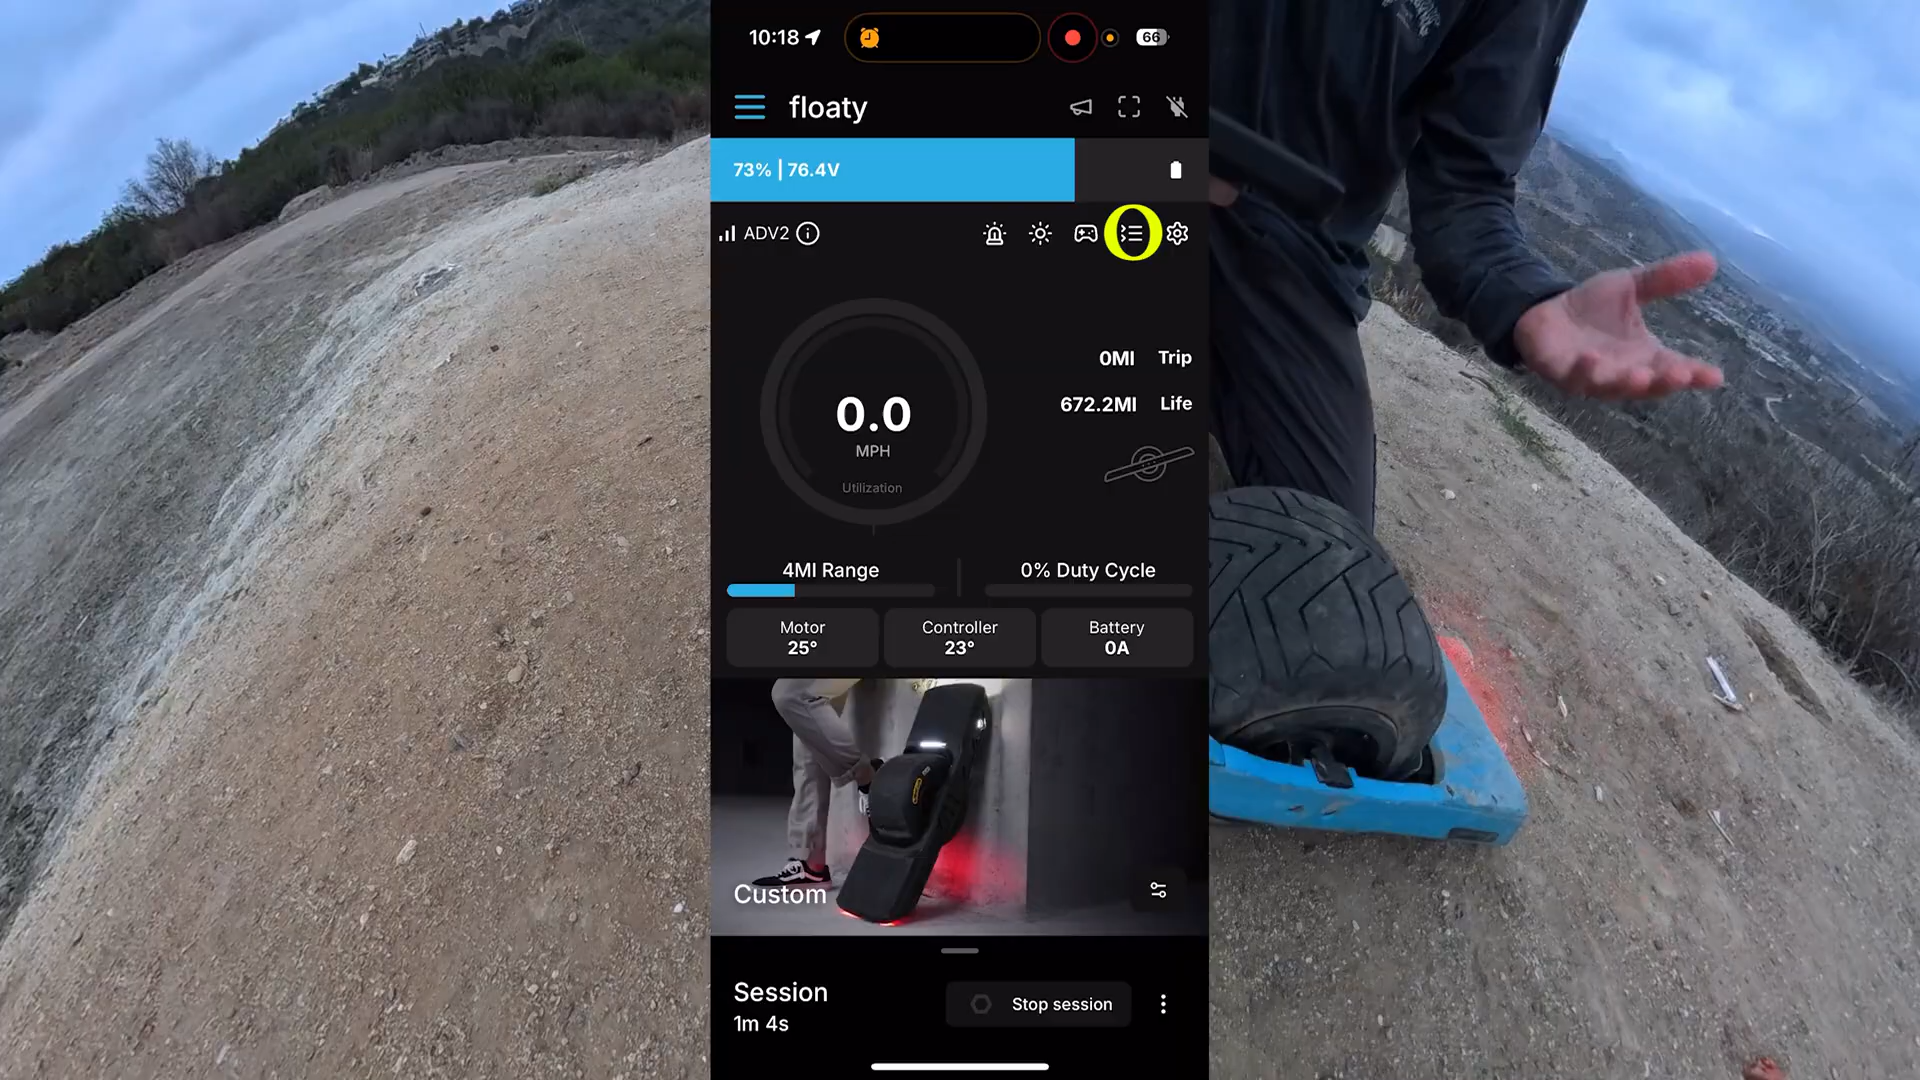 10:18
66
floaty
73% | 76.4V
ADV2
0MI Trip
672.2MI Life
0.0
MPH
Utilization
4MI Range
0% Duty Cycle
Motor
25°
Controller
23°
Battery
0A
Custom
Session
1m 4s
Stop session